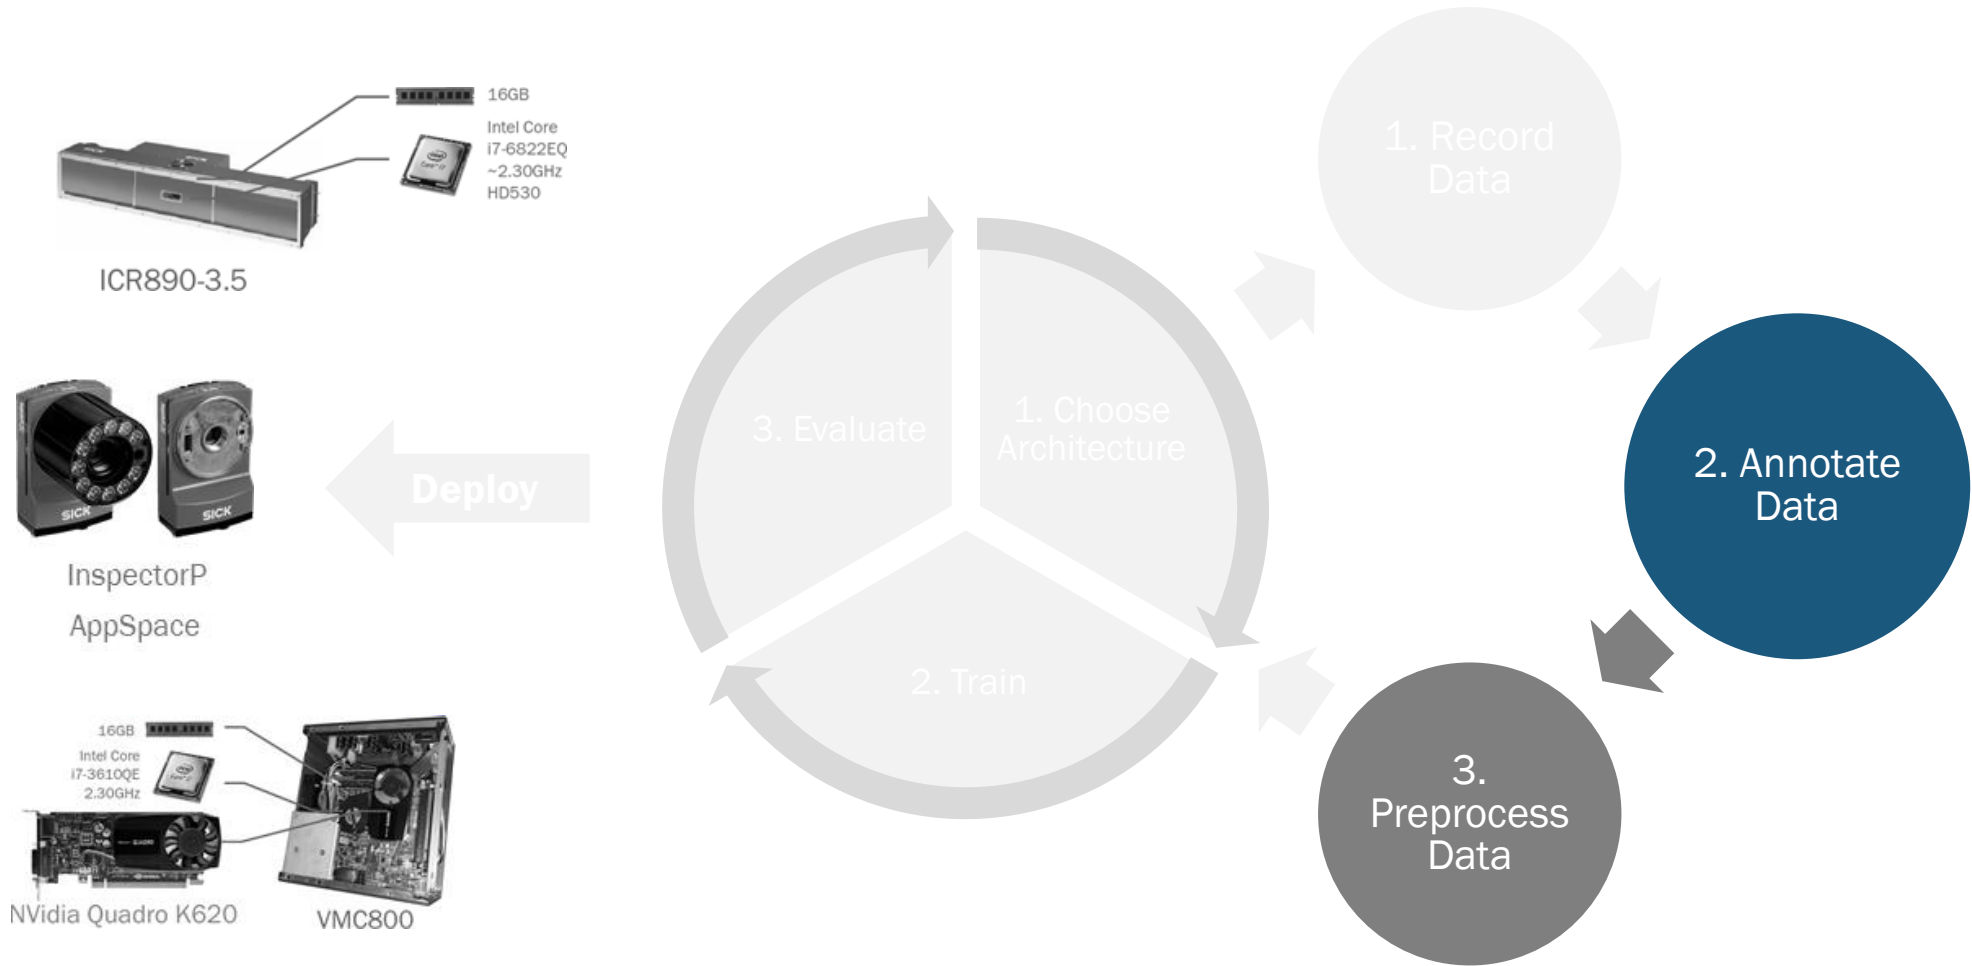 16GB
Intel Core
i7-6822EQ
~2.30GHz
HD530
ICR890-3.5
SICK
SICK
InspectorP
AppSpace
16GB
Intel Core
i7-3610QE
2.30GHz
NVidia Quadro K620
VMC800
Deploy
3. Evaluate
1. Choose
Architecture
2. Train
1. Record
Data
2. Annotate
Data
3.
Preprocess
Data